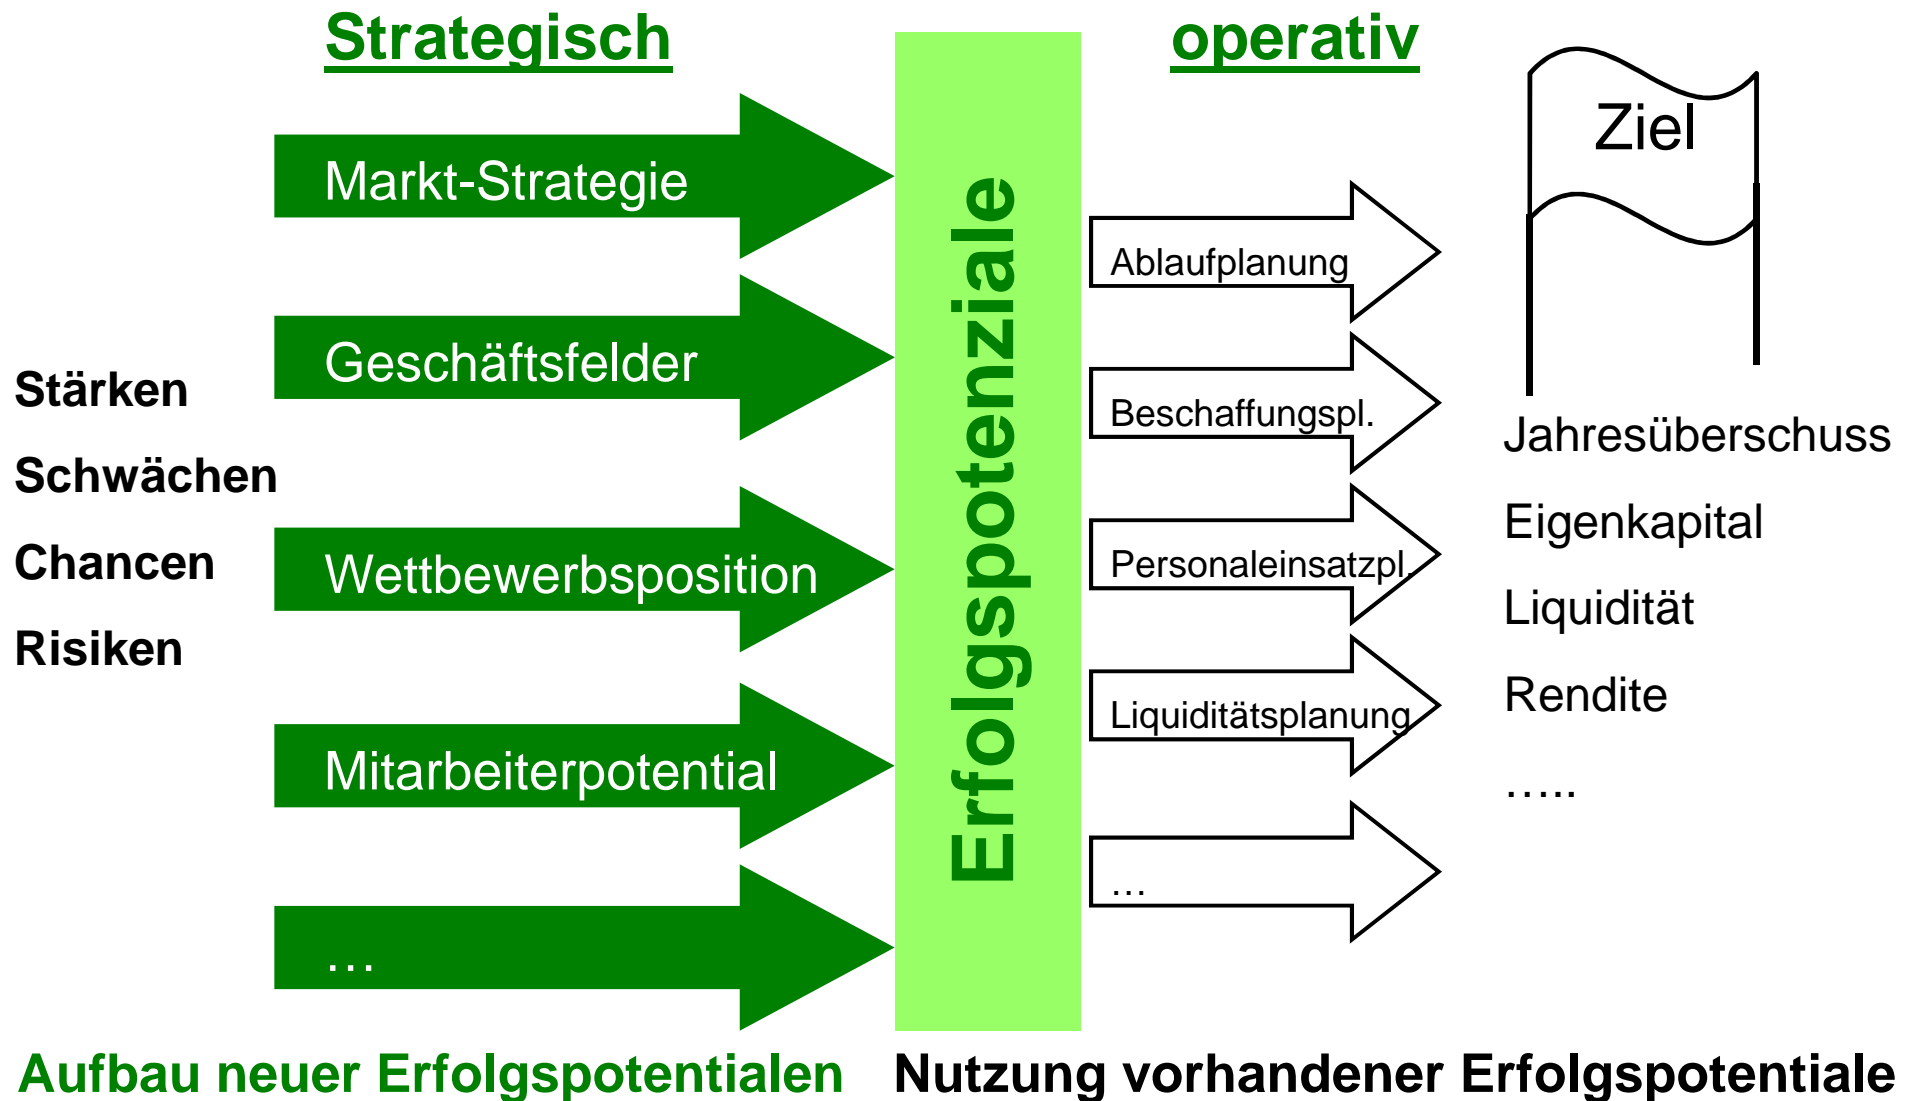 Strategisch
operativ
Ziel
Markt-Strategie
Geschäftsfelder
Wettbewerbsposition
Mitarbeiterpotential
…
Stärken
Schwächen
Chancen
Risiken
Erfolgspotenziale
Ablaufplanung
Beschaffungspl.
Personaleinsatzpl.
Liquiditätsplanung
…
Jahresüberschuss
Eigenkapital
Liquidität
Rendite
…..
Aufbau neuer Erfolgspotentialen
Nutzung vorhandener Erfolgspotentiale